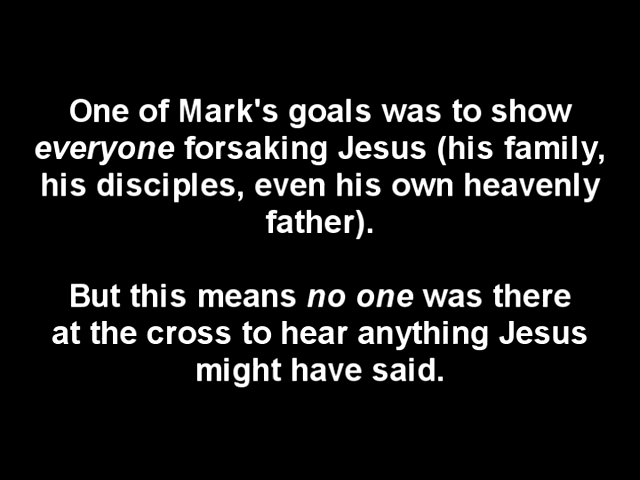 One of Mark's goals was to show
everyone forsaking Jesus (his family,
his disciples, even his own heavenly
father).
But this means no one was there
at the cross to hear anything Jesus
might have said.